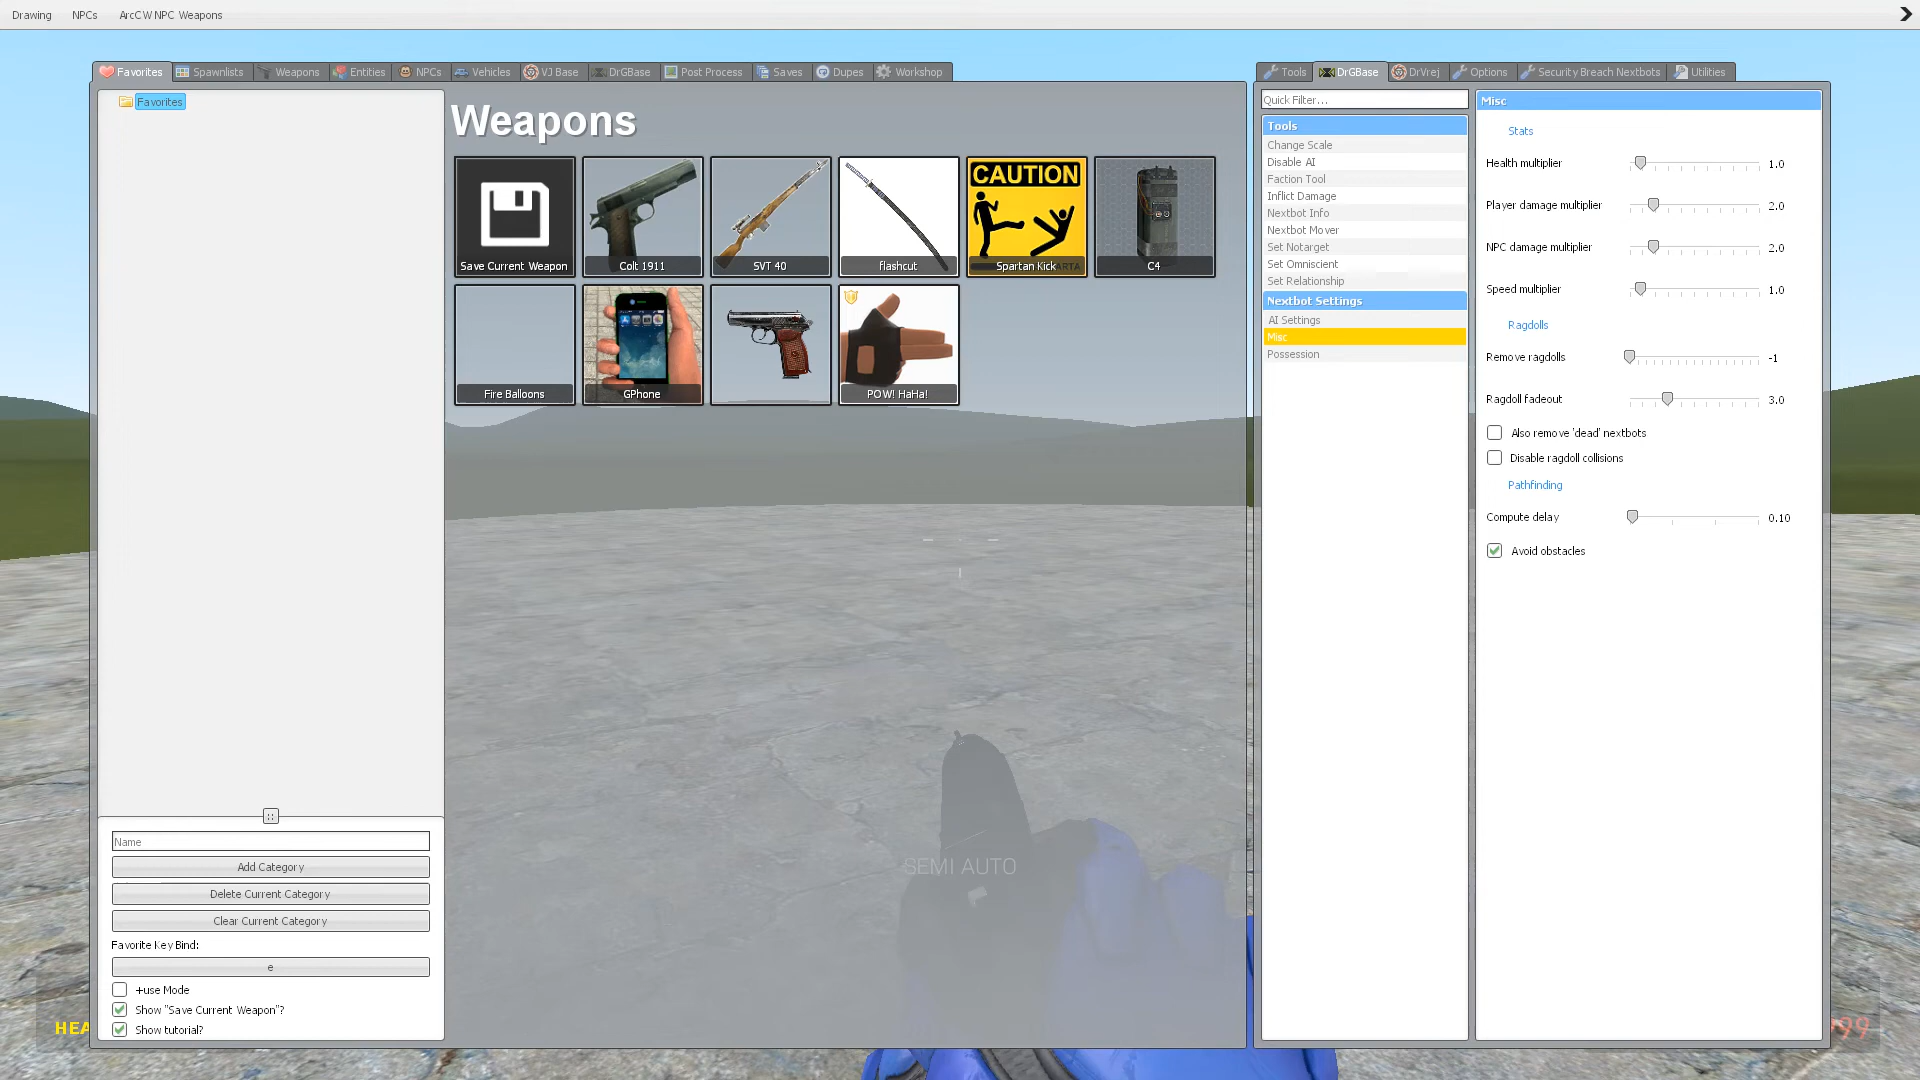 Drawing NPCs ArcCW NPC Weapons
Favorites Spawnlists Weapons Entities NPCs Vehicles VJ Base DrGBase Post Process Saves Dupes Workshop
Tools DrGBase DrVrej Options Security Breach Nextbots Utilities
Favorites
Weapons
Save Current Weapon
Colt 1911
SVT 40
flashcut
CAUTION
Spartan Kick
C4
Fire Balloons
GPhone
POW! HaHa!
SEMI AUTO
Name
Add Category
Delete Current Category
Clear Current Category
Favorite Key Bind:
e
+use Mode
Show "Save Current Weapon"?
Show tutorial?
HEA
999
Quick Filter...
Tools
Change Scale
Disable AI
Faction Tool
Inflict Damage
Nextbot Info
Nextbot Mover
Set Notarget
Set Omniscient
Set Relationship
Nextbot Settings
AI Settings
Misc
Possession
Misc
Stats
Health multiplier 1.0
Player damage multiplier 2.0
NPC damage multiplier 2.0
Speed multiplier 1.0
Ragdolls
Remove ragdolls -1
Ragdoll fadeout 3.0
Also remove 'dead' nextbots
Disable ragdoll collisions
Pathfinding
Compute delay 0.10
Avoid obstacles